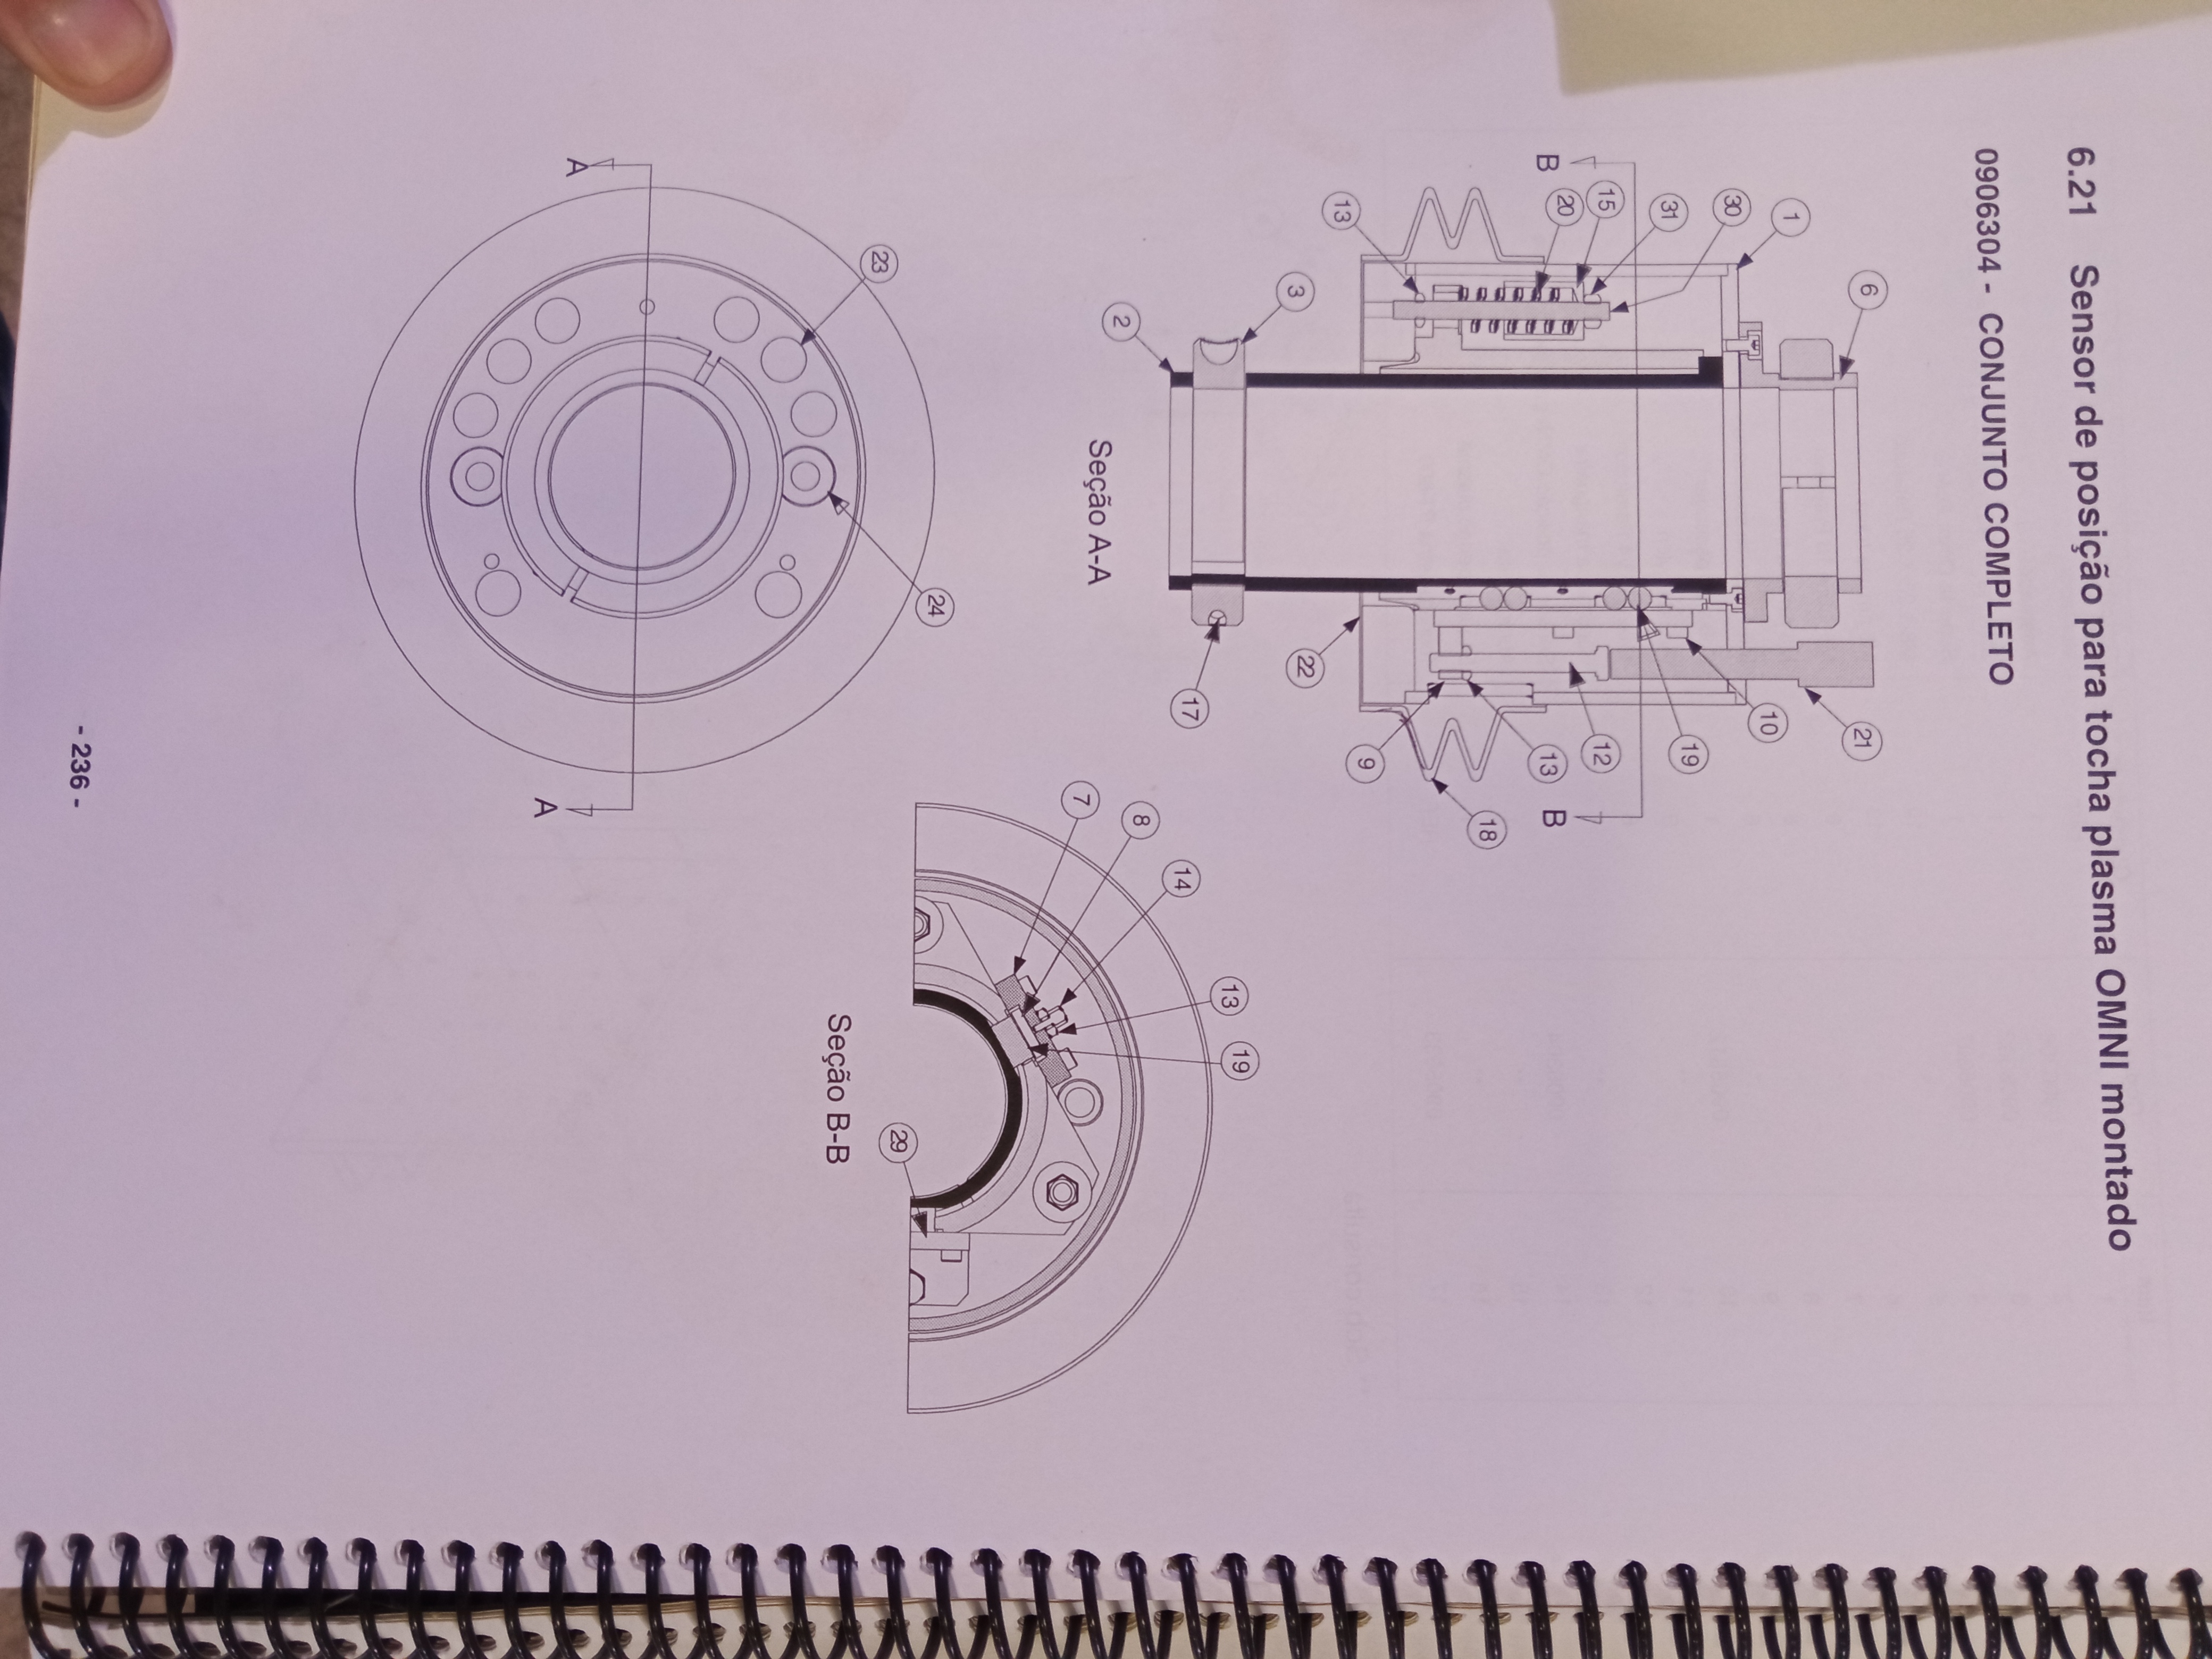 6.21 Sensor de posição para tocha plasma OMNI montado
0906304 - CONJUNTO COMPLETO
6
21
1
10
30
19
31
15
12
20
B
B
13
18
13
9
22
3
17
2
Seção A-A
13
19
14
8
7
29
Seção B-B
24
23
A
A
- 236 -